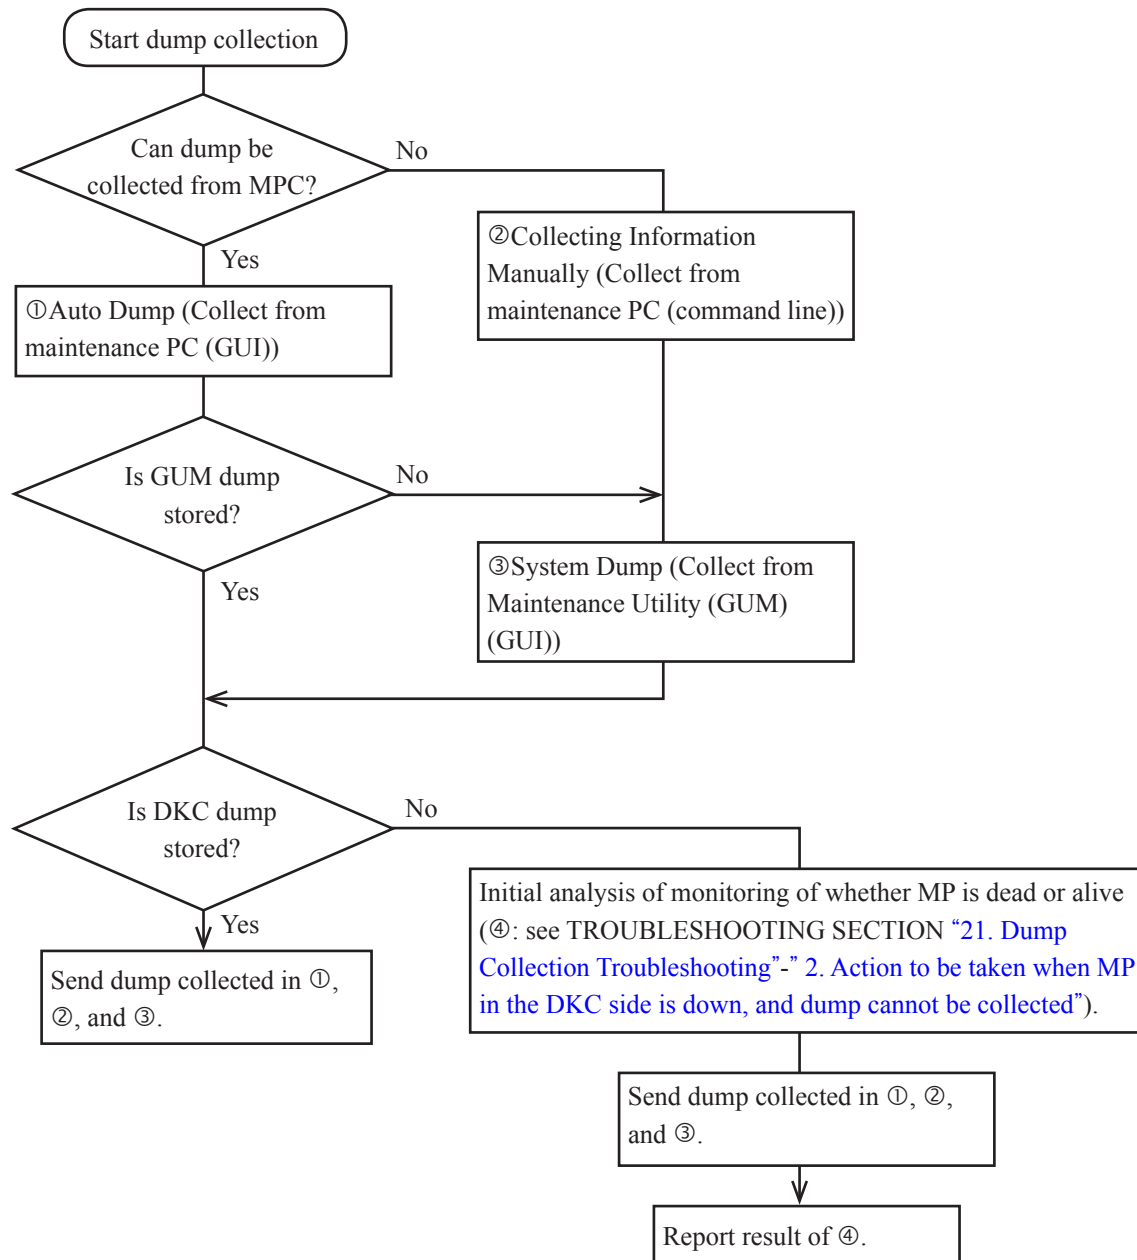 Start dump collection
Can dump be
collected from MPC?
No
Yes
②Collecting Information
Manually (Collect from
maintenance PC (command line))
①Auto Dump (Collect from
maintenance PC (GUI))
Is GUM dump
stored?
No
Yes
③System Dump (Collect from
Maintenance Utility (GUM)
(GUI))
Is DKC dump
stored?
No
Yes
Send dump collected in ①,
②, and ③.
Initial analysis of monitoring of whether MP is dead or alive
(④: see TROUBLESHOOTING SECTION “21. Dump
Collection Troubleshooting”-” 2. Action to be taken when MP
in the DKC side is down, and dump cannot be collected”).
Send dump collected in ①, ②,
and ③.
Report result of ④.